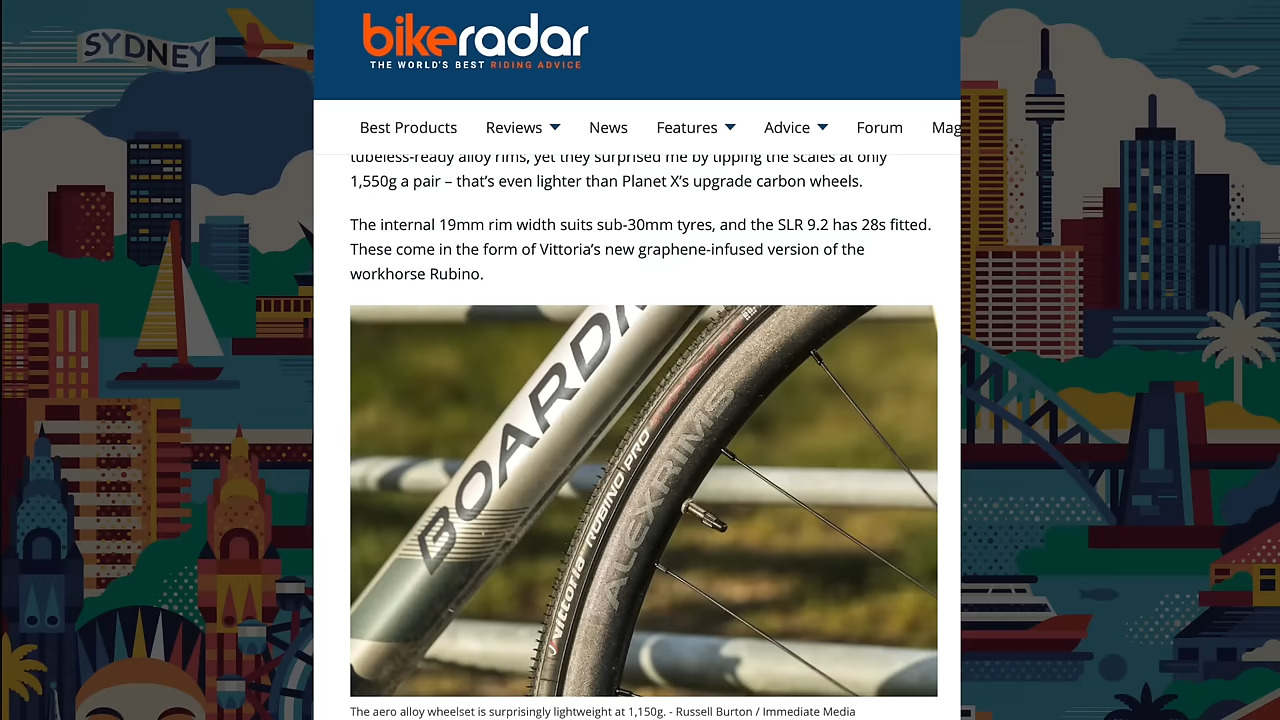 SYDNEY
bikeradar
THE WORLD'S BEST RIDING ADVICE
Best Products Reviews News Features Advice Forum Mag
tubeless-ready alloy rims, yet they surprised me by tipping the scales at only
1,550g a pair – that's even lighter than Planet X's upgrade carbon wheels.
The internal 19mm rim width suits sub-30mm tyres, and the SLR 9.2 has 28s fitted.
These come in the form of Vittoria's new graphene-infused version of the
workhorse Rubino.
BOARDM
Vittoria RUBINO PRO
ALEXRIMS
The aero alloy wheelset is surprisingly lightweight at 1,150g. - Russell Burton / Immediate Media